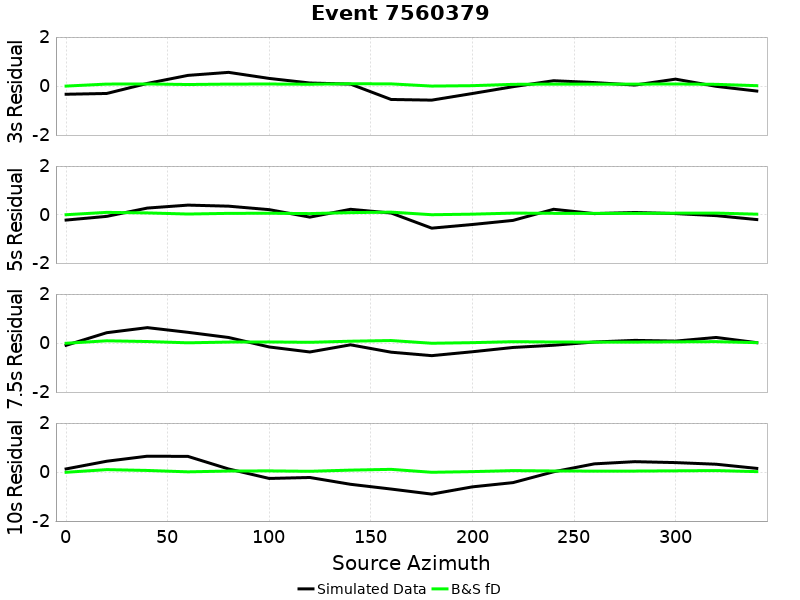 Event 7560379
2
0
-2
3s Residual
2
0
-2
5s Residual
2
0
-2
7.5s Residual
2
0
-2
10s Residual
0 50 100 150 200 250 300
Source Azimuth
Simulated Data B&S fD